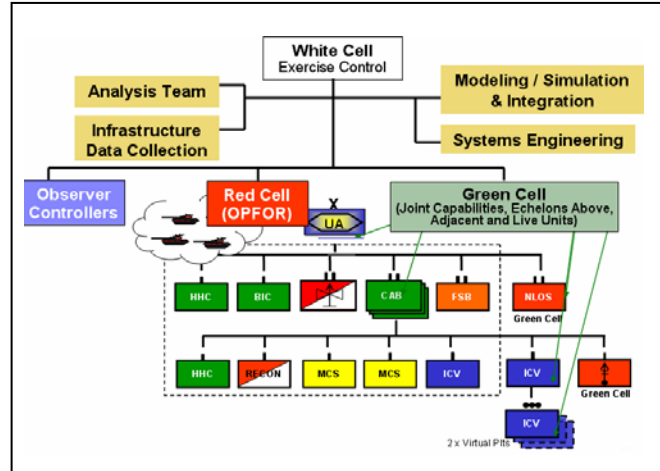 White Cell
Exercise Control
Analysis Team
Modeling / Simulation
& Integration
Infrastructure
Data Collection
Systems Engineering
Observer
Controllers
Red Cell
(OPFOR)
X
UA
Green Cell
(Joint Capabilities, Echelons Above,
Adjacent and Live Units)
HHC
BIC
CAB
FSB
NLOS
Green Cell
HHC
RECON
MCS
MCS
ICV
ICV
Green Cell
ICV
2 x Virtual Plts